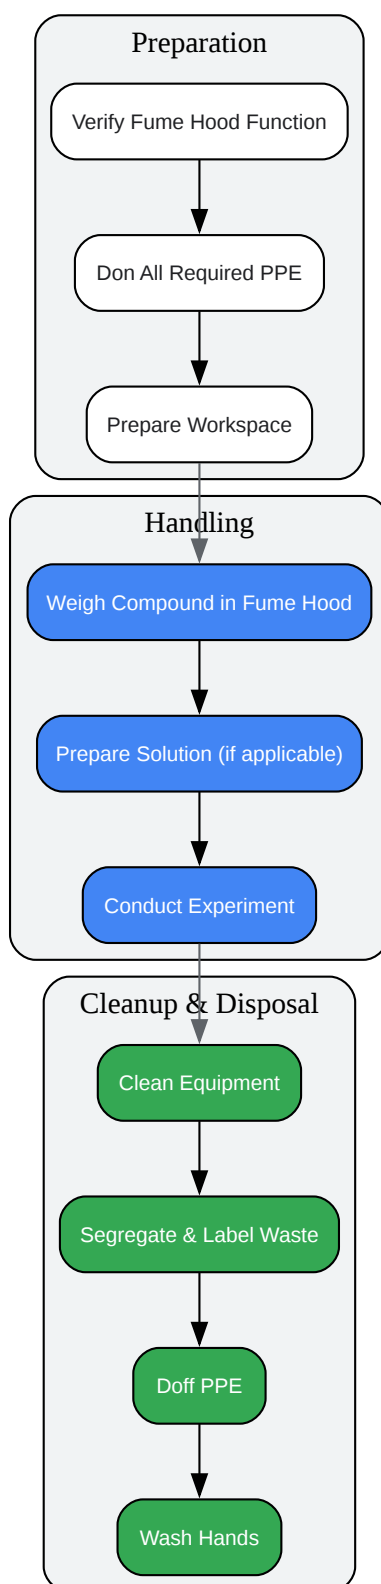 Preparation
Verify Fume Hood Function
Don All Required PPE
Prepare Workspace
Handling
Weigh Compound in Fume Hood
Prepare Solution (if applicable)
Conduct Experiment
Cleanup & Disposal
Clean Equipment
Segregate & Label Waste
Doff PPE
Wash Hands